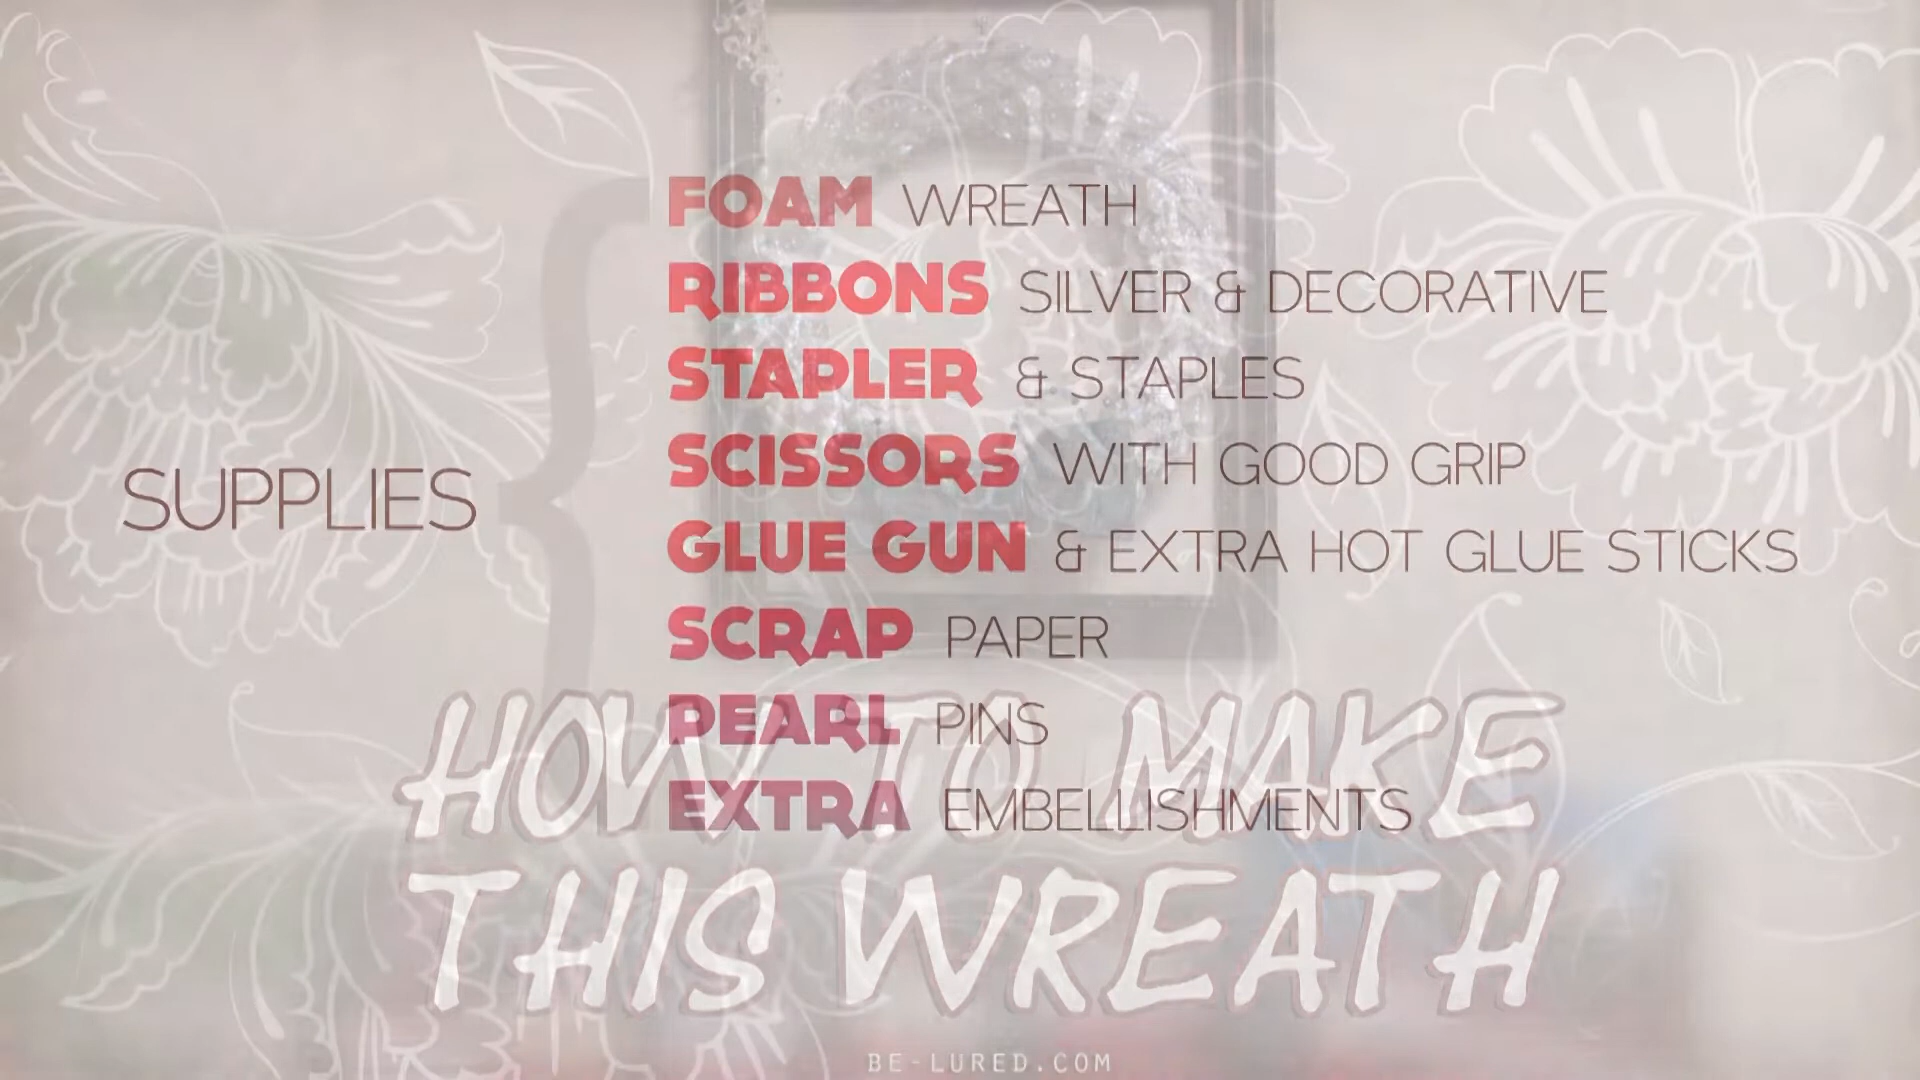 SUPPLIES
FOAM WREATH
RIBBONS SILVER & DECORATIVE
STAPLER & STAPLES
SCISSORS WITH GOOD GRIP
GLUE GUN & EXTRA HOT GLUE STICKS
SCRAP PAPER
PEARL PINS
EXTRA EMBELLISHMENTS
HOW TO MAKE
THIS WREATH
BE-LURED.COM